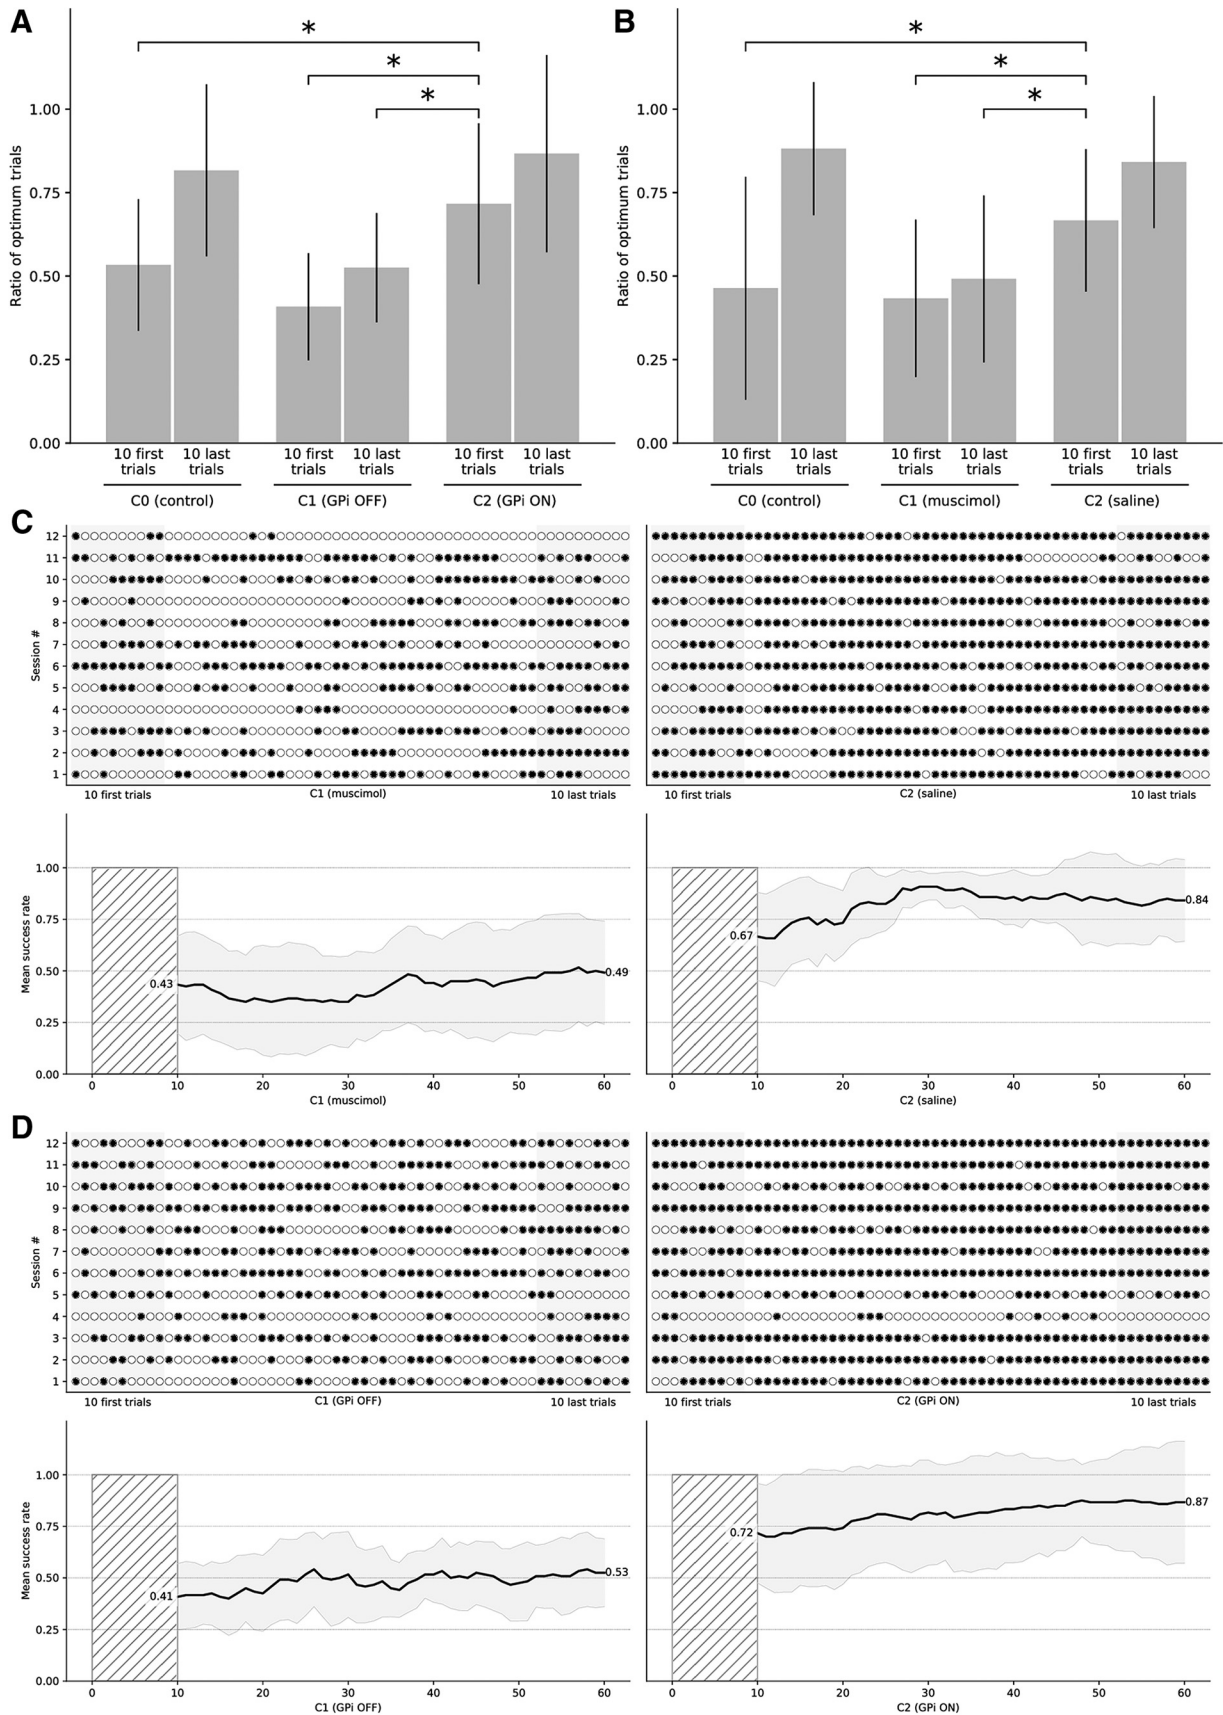 A
*
*
*
1.00
0.75
0.50
0.25
0.00
Ratio of optimum trials
10 first
trials
10 last
trials
10 first
trials
10 last
trials
10 first
trials
10 last
trials
C0 (control)
C1 (GPi OFF)
C2 (GPi ON)
B
*
*
*
1.00
0.75
0.50
0.25
0.00
Ratio of optimum trials
10 first
trials
10 last
trials
10 first
trials
10 last
trials
10 first
trials
10 last
trials
C0 (control)
C1 (muscimol)
C2 (saline)
C
12
11
10
9
8
7
6
5
4
3
2
1
Session #
10 first trials
C1 (muscimol)
10 last trials
10 first trials
C2 (saline)
10 last trials
1.00
0.75
0.50
0.25
0.00
Mean success rate
0.43
0.49
0 10 20 30 40 50 60
C1 (muscimol)
0.67
0.84
0 10 20 30 40 50 60
C2 (saline)
D
12
11
10
9
8
7
6
5
4
3
2
1
Session #
10 first trials
C1 (GPi OFF)
10 last trials
10 first trials
C2 (GPi ON)
10 last trials
1.00
0.75
0.50
0.25
0.00
Mean success rate
0.41
0.53
0 10 20 30 40 50 60
C1 (GPi OFF)
0.72
0.87
0 10 20 30 40 50 60
C2 (GPi ON)